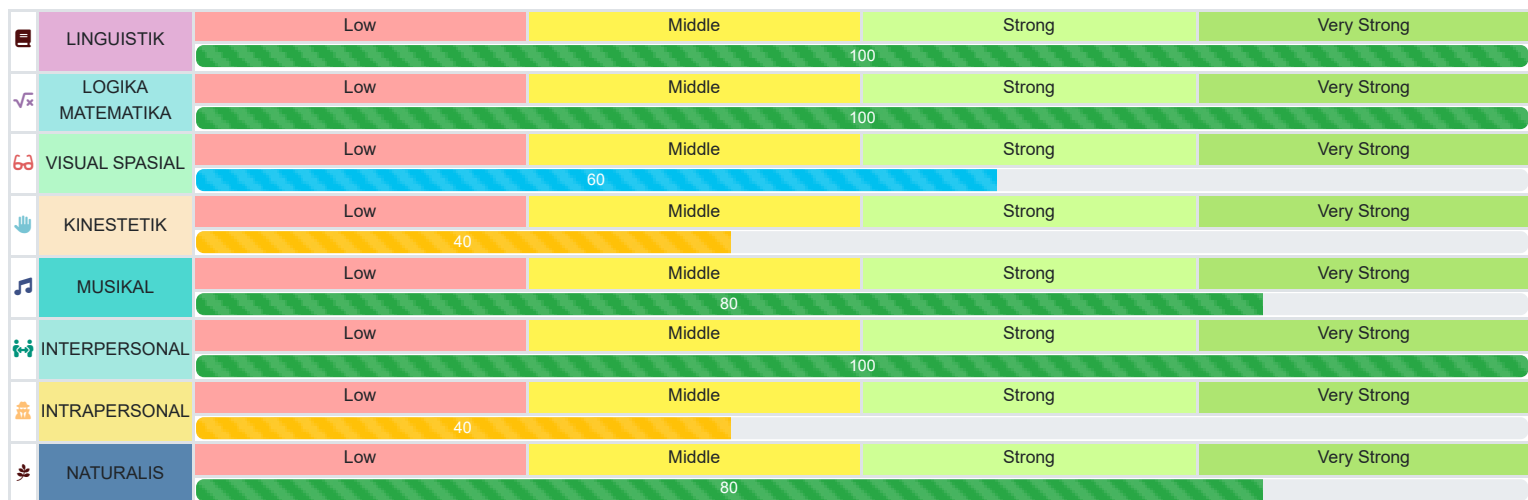 LINGUISTIK
Low Middle Strong Very Strong
100
LOGIKA
MATEMATIKA
Low Middle Strong Very Strong
100
VISUAL SPASIAL
Low Middle Strong Very Strong
60
KINESTETIK
Low Middle Strong Very Strong
40
MUSIKAL
Low Middle Strong Very Strong
80
INTERPERSONAL
Low Middle Strong Very Strong
100
INTRAPERSONAL
Low Middle Strong Very Strong
40
NATURALIS
Low Middle Strong Very Strong
80